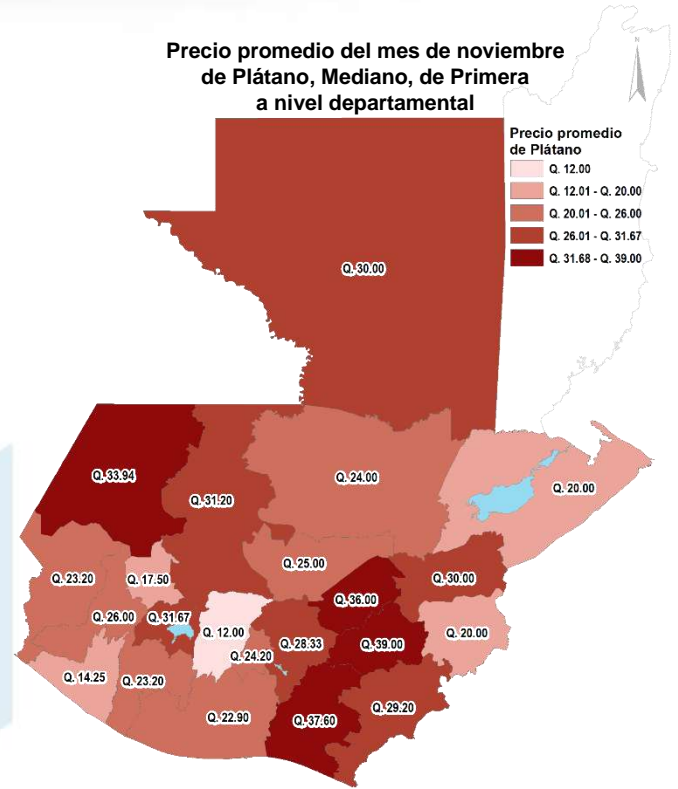 Precio promedio del mes de noviembre
de Plátano, Mediano, de Primera
a nivel departamental
N
Precio promedio
de Plátano
Q. 12.00
Q. 12.01 - Q. 20.00
Q. 20.01 - Q. 26.00
Q. 26.01 - Q. 31.67
Q. 31.68 - Q. 39.00
Q. 30.00
Q. 33.94
Q. 31.20
Q. 24.00
Q. 20.00
Q. 25.00
Q. 23.20
Q. 17.50
Q. 30.00
Q. 36.00
Q. 26.00
Q. 31.67
Q. 12.00
Q. 28.33
Q. 39.00
Q. 20.00
Q. 24.20
Q. 14.25
Q. 23.20
Q. 22.90
Q. 37.60
Q. 29.20